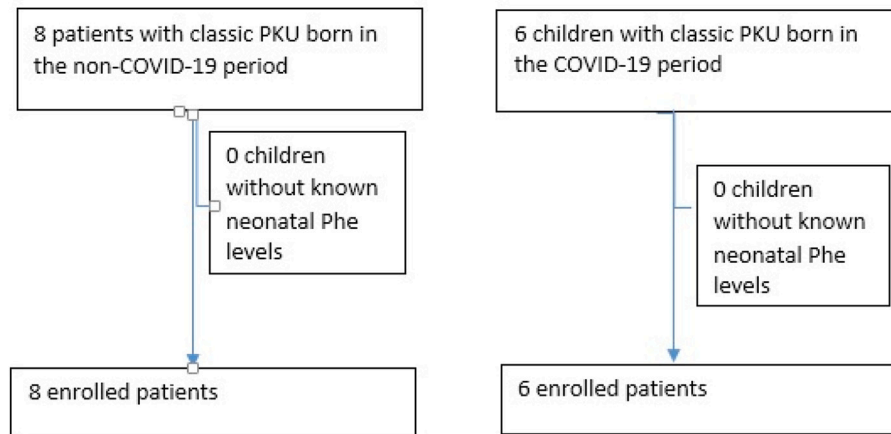 8 patients with classic PKU born in
the non-COVID-19 period
0 children
without known
neonatal Phe
levels
8 enrolled patients
6 children with classic PKU born in
the COVID-19 period
0 children
without known
neonatal Phe
levels
6 enrolled patients